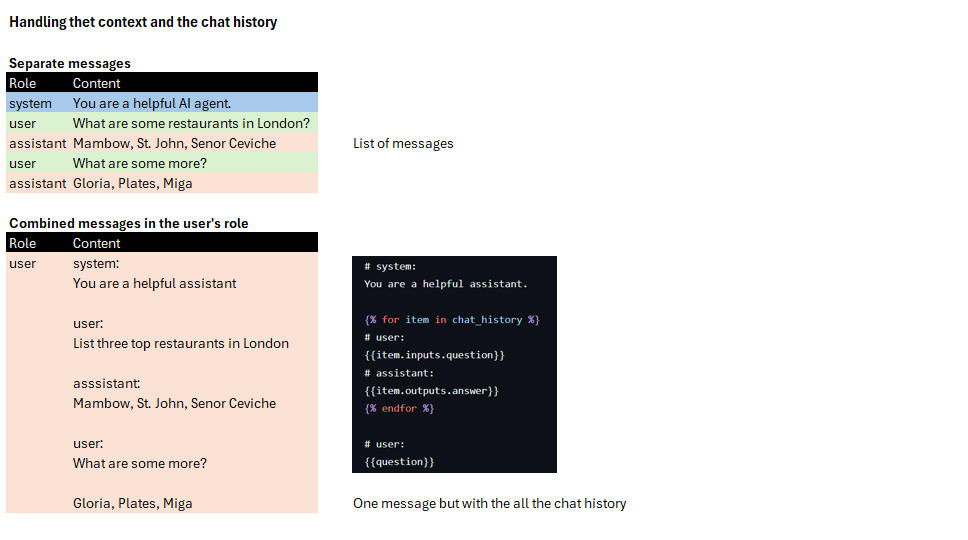 Handling thet context and the chat history
Separate messages
Role Content
system You are a helpful AI agent.
user What are some restaurants in London?
assistant Mambow, St. John, Senor Ceviche
List of messages
user What are some more?
assistant Gloria, Plates, Miga
Combined messages in the user's role
Role Content
user system:
You are a helpful assistant
user:
List three top restaurants in London
asssistant:
Mambow, St. John, Senor Ceviche
user:
What are some more?
Gloria, Plates, Miga
# system:
You are a helpful assistant.
{% for item in chat_history %}
# user:
{{item.inputs.question}}
# assistant:
{{item.outputs.answer}}
{% endfor %}
# user:
{{question}}
One message but with the all the chat history